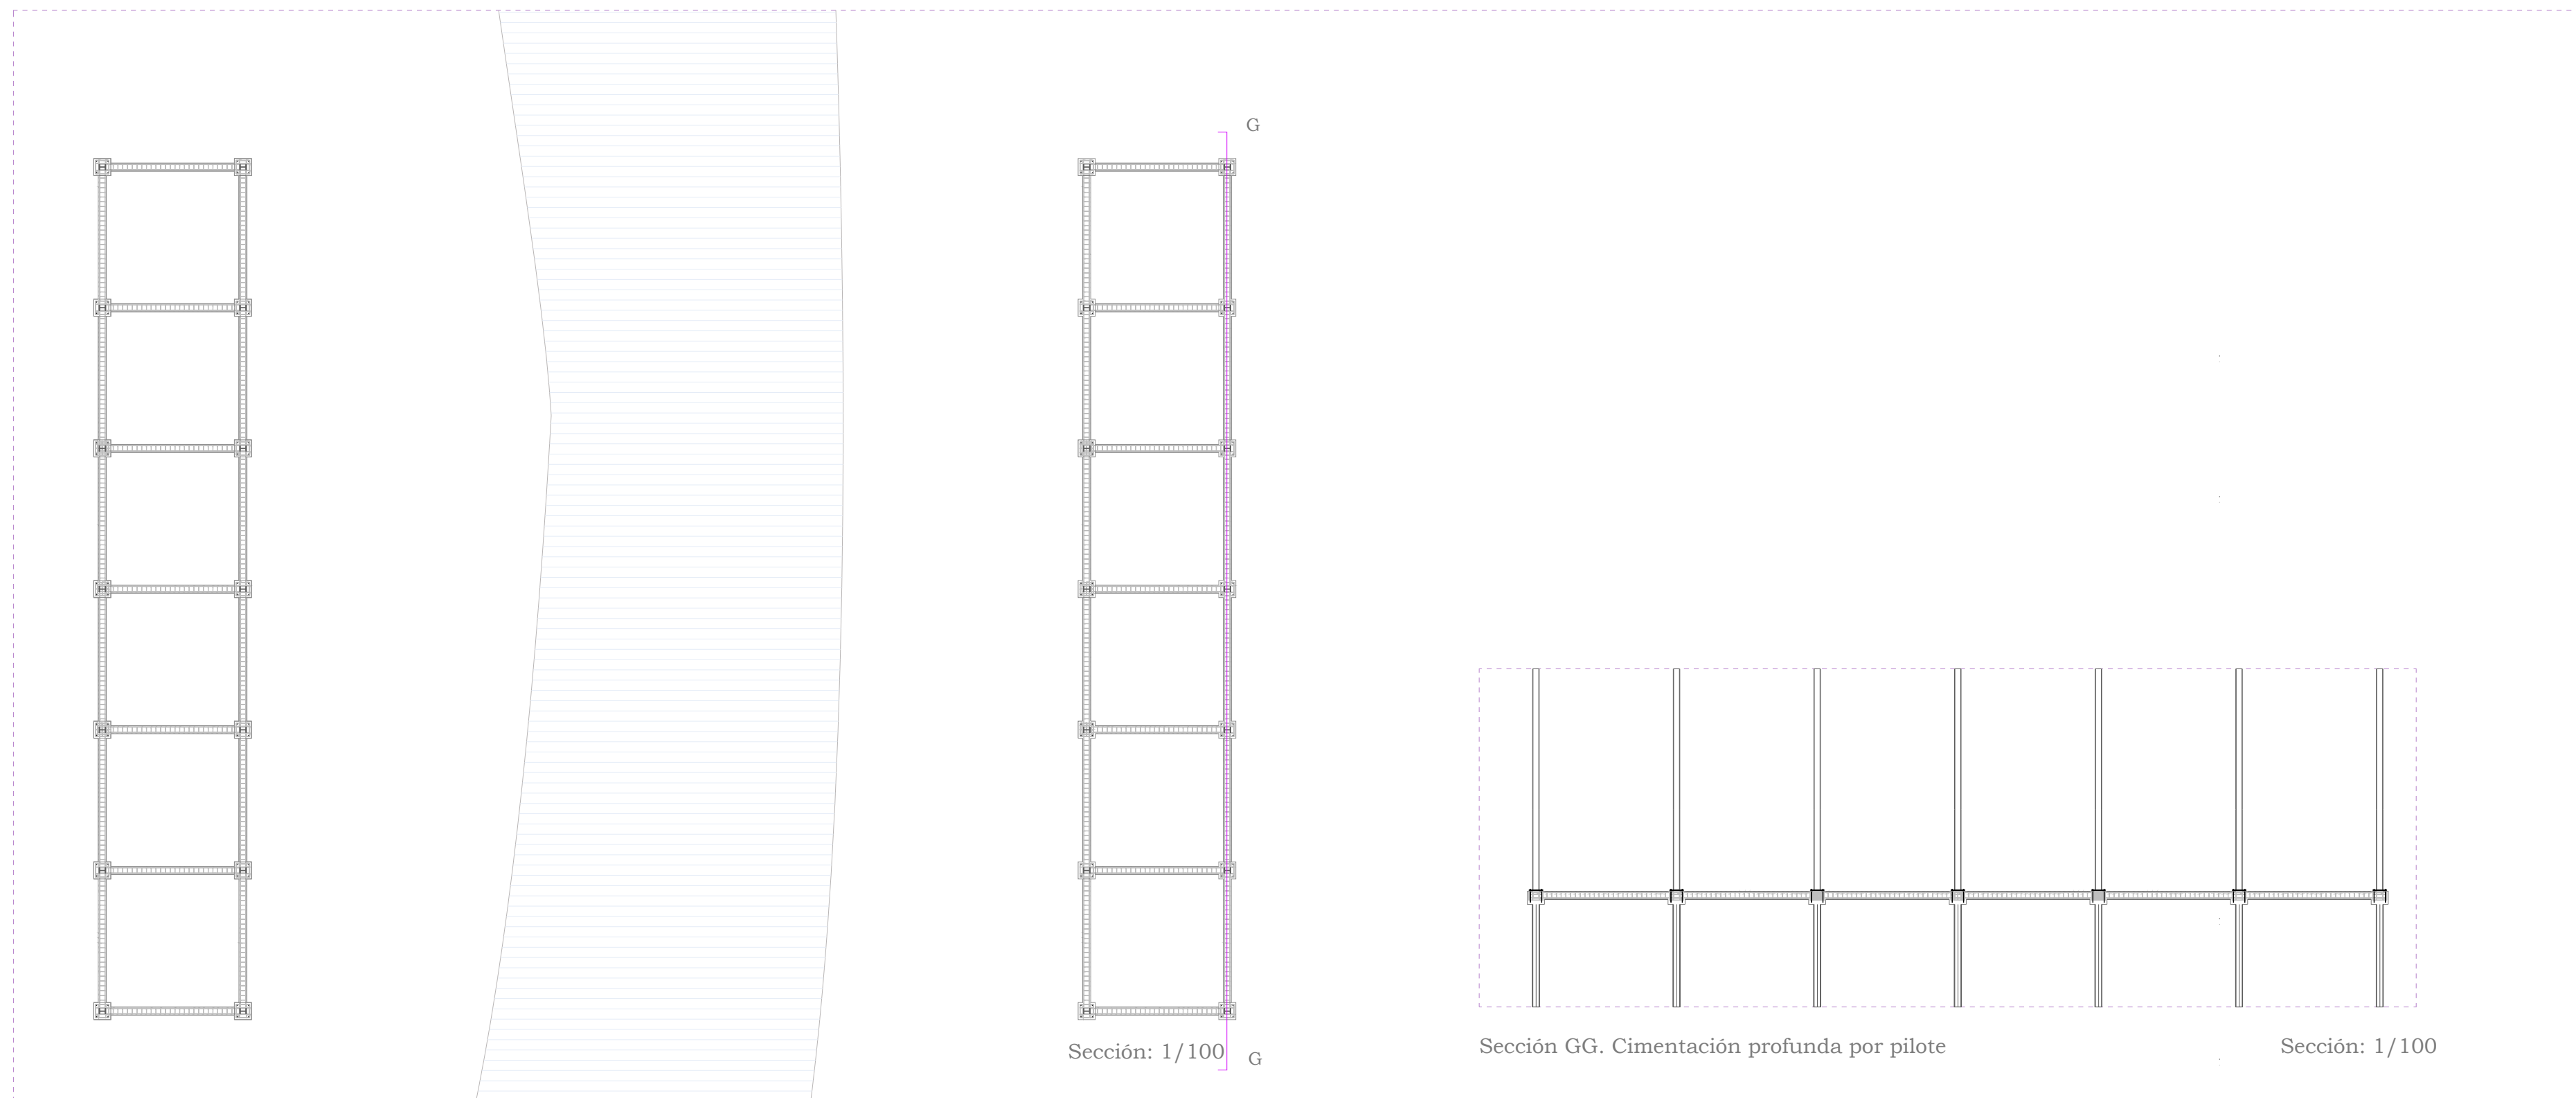 G
Sección: 1/100
G
Sección GG. Cimentación profunda por pilote
Sección: 1/100